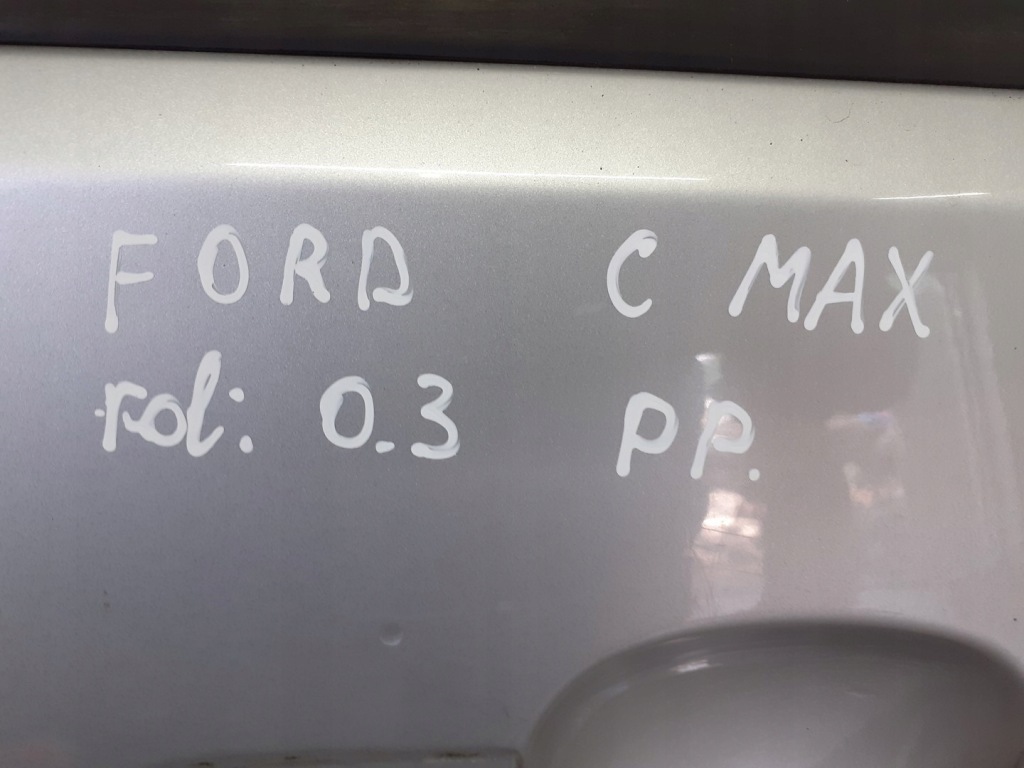 FORD C MAX
rol: 0.3 PP.